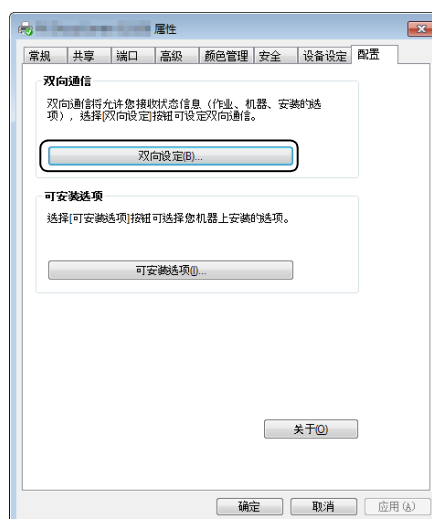 属性
常规 共享 端口 高级 颜色管理 安全 设备设定 配置
双向通信
双向通信将允许您接收状态信息（作业、机器、安装的选
项），选择[双向设定]按钮可设定双向通信。
双向设定(B)...
可安装选项
选择[可安装选项]按钮可选择您机器上安装的选项。
可安装选项(I)...
关于(O)
确定 取消 应用(A)